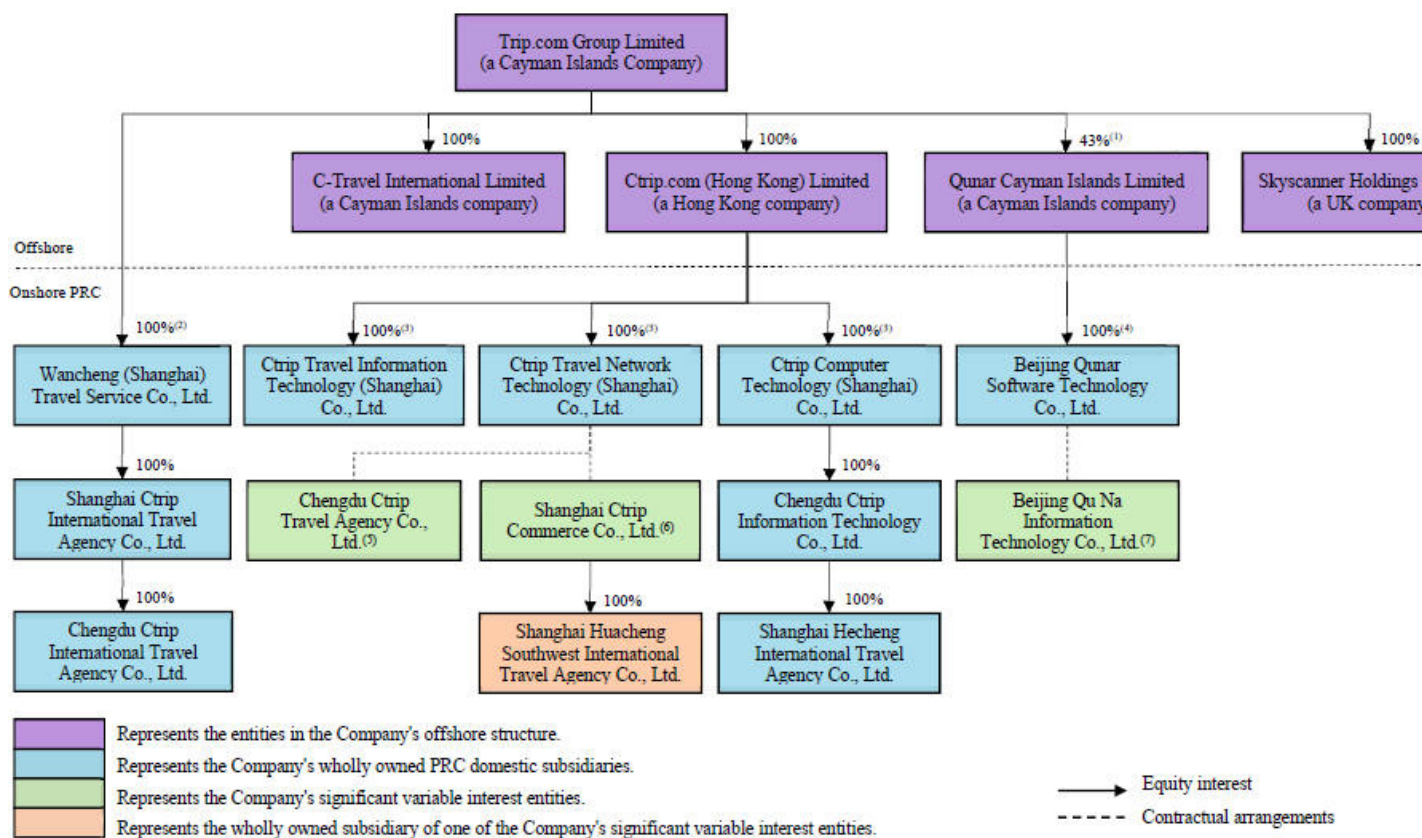 Trip.com Group Limited
(a Cayman Islands Company)
100%
100%
43%(1)
100%
C-Travel International Limited
(a Cayman Islands company)
Ctrip.com (Hong Kong) Limited
(a Hong Kong company)
Qunar Cayman Islands Limited
(a Cayman Islands company)
Skyscanner Holdings
(a UK company
Offshore
Onshore PRC
100%(2)
100%(3)
100%(3)
100%(3)
100%(4)
Wancheng (Shanghai)
Travel Service Co., Ltd.
Ctrip Travel Information
Technology (Shanghai)
Co., Ltd.
Ctrip Travel Network
Technology (Shanghai)
Co., Ltd.
Ctrip Computer
Technology (Shanghai)
Co., Ltd.
Beijing Qunar
Software Technology
Co., Ltd.
100%
100%
Shanghai Ctrip
International Travel
Agency Co., Ltd.
Chengdu Ctrip
Travel Agency Co.,
Ltd.(5)
Shanghai Ctrip
Commerce Co., Ltd.(6)
Chengdu Ctrip
Information Technology
Co., Ltd.
Beijing Qu Na
Information
Technology Co., Ltd.(7)
100%
100%
100%
Chengdu Ctrip
International Travel
Agency Co., Ltd.
Shanghai Huacheng
Southwest International
Travel Agency Co., Ltd.
Shanghai Hecheng
International Travel
Agency Co., Ltd.
Represents the entities in the Company's offshore structure.
Represents the Company's wholly owned PRC domestic subsidiaries.
Represents the Company's significant variable interest entities.
Represents the wholly owned subsidiary of one of the Company's significant variable interest entities.
Equity interest
Contractual arrangements